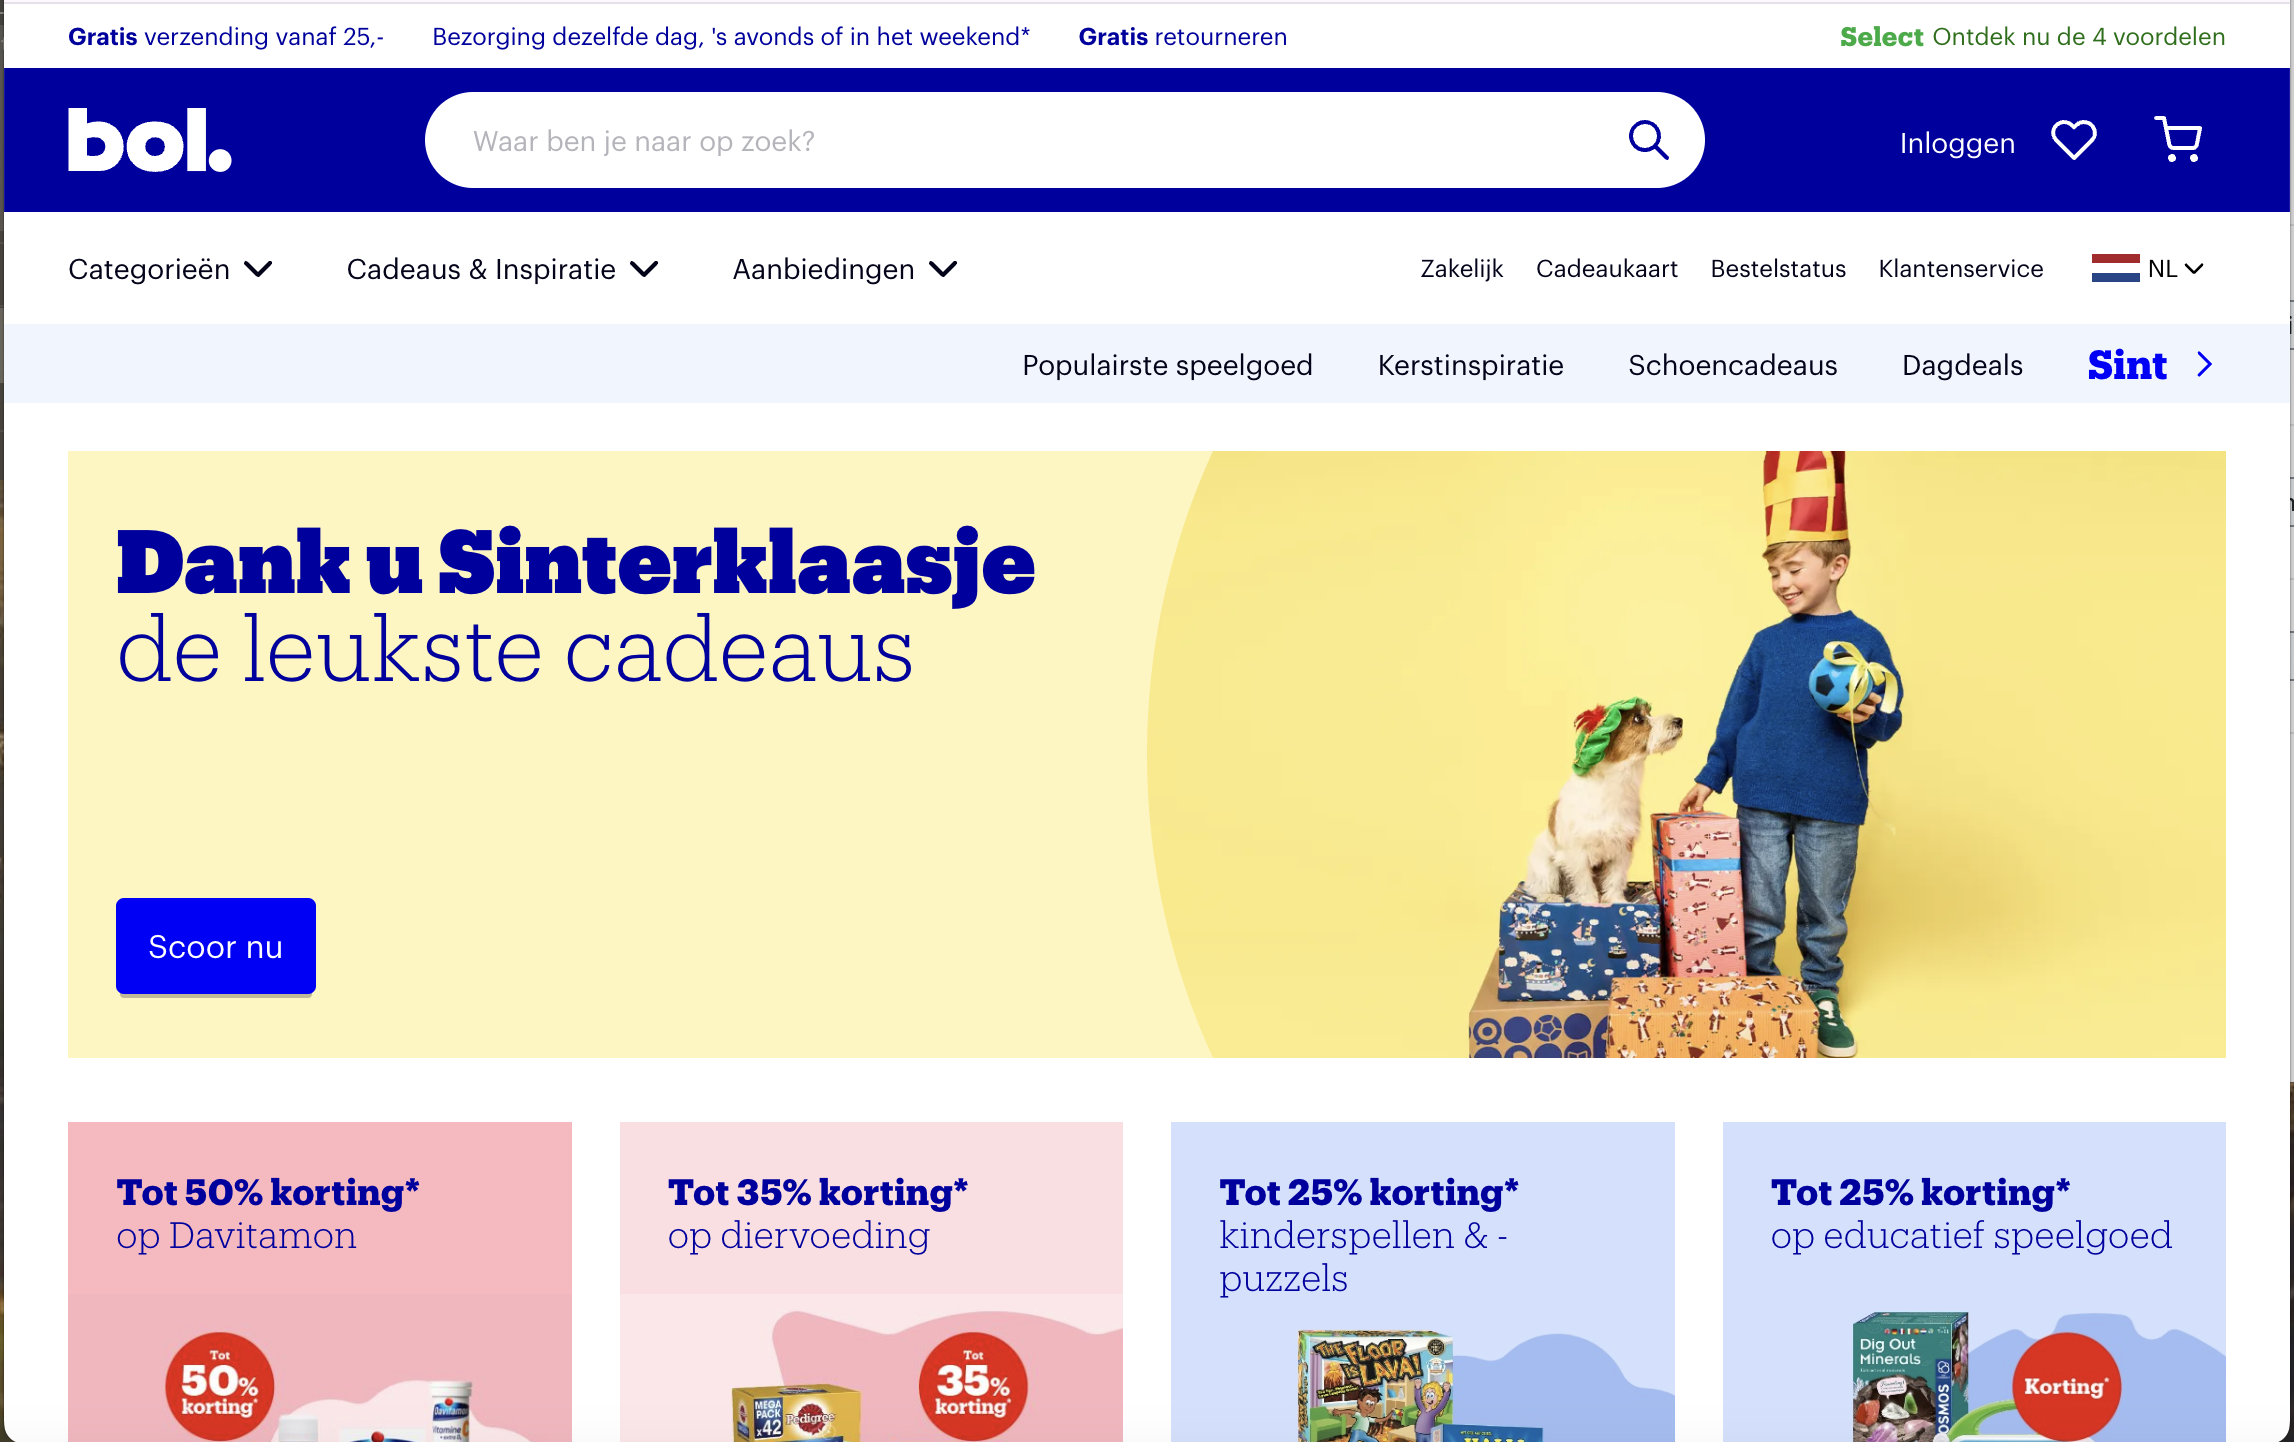 Gratis verzending vanaf 25,- Bezorging dezelfde dag, 's avonds of in het weekend* Gratis retourneren Select Ontdek nu de 4 voordelen
bol. Waar ben je naar op zoek? Inloggen
Categorieën Cadeaus & Inspiratie Aanbiedingen Zakelijk Cadeaukaart Bestelstatus Klantenservice NL
Populairste speelgoed Kerstinspiratie Schoencadeaus Dagdeals Sint
Dank u Sinterklaasje
de leukste cadeaus
Scoor nu
Tot 50% korting*
op Davitamon
Tot
50%
korting*
Davitamon
Tot 35% korting*
op diervoeding
MEGA
PACK
x42
Pedigree
Tot
35%
korting*
Tot 25% korting*
kinderspellen & -
puzzels
THE FLOOR
IS LAVA!
Tot 25% korting*
op educatief speelgoed
Dig Out
Minerals
KOSMOS
Korting*